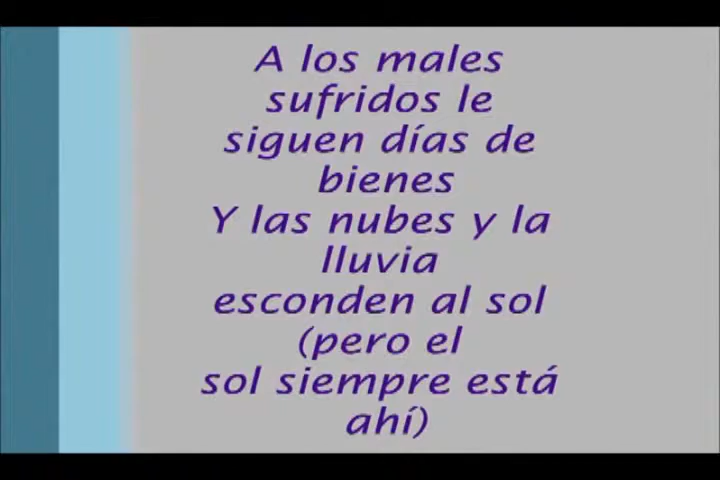 A los males
sufridos le
siguen días de
bienes
Y las nubes y la
lluvia
esconden al sol
(pero el
sol siempre está
ahí)